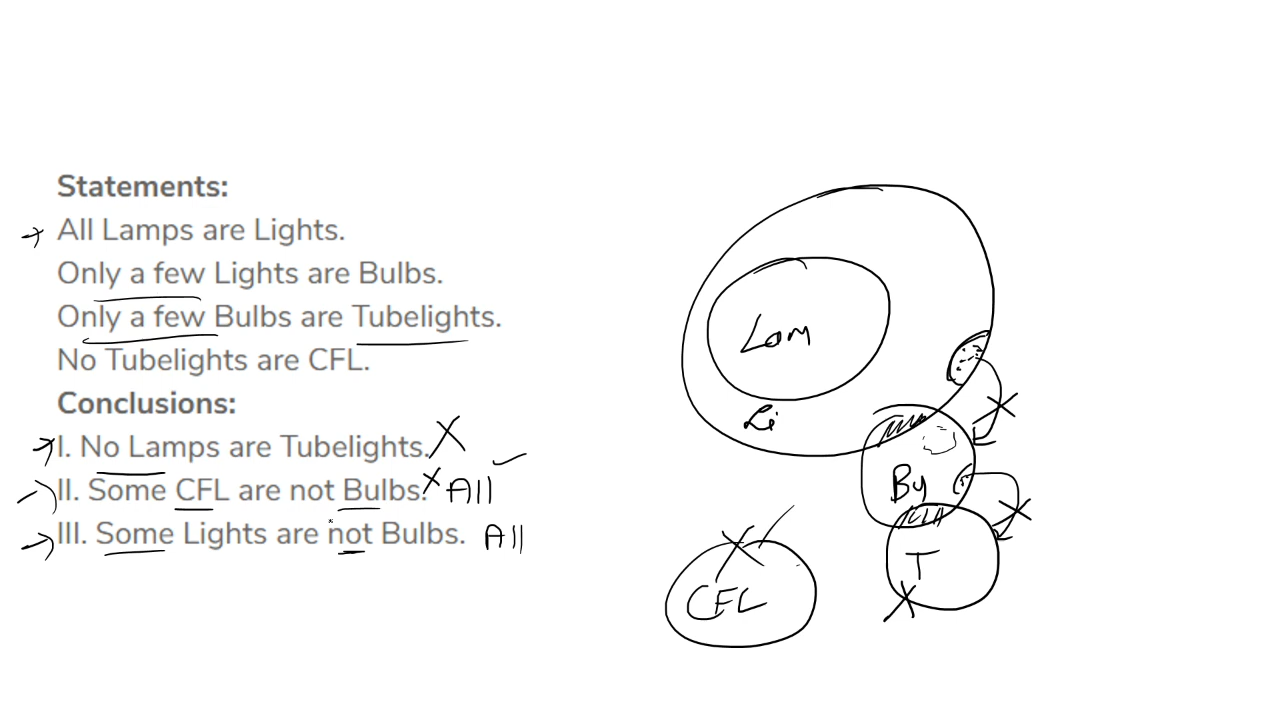 Statements:
All Lamps are Lights.
Only a few Lights are Bulbs.
Only a few Bulbs are Tubelights.
No Tubelights are CFL.
Conclusions:
I. No Lamps are Tubelights.
II. Some CFL are not Bulbs. All
III. Some Lights are not Bulbs. All
Lam
Li
Bu
T
CFL